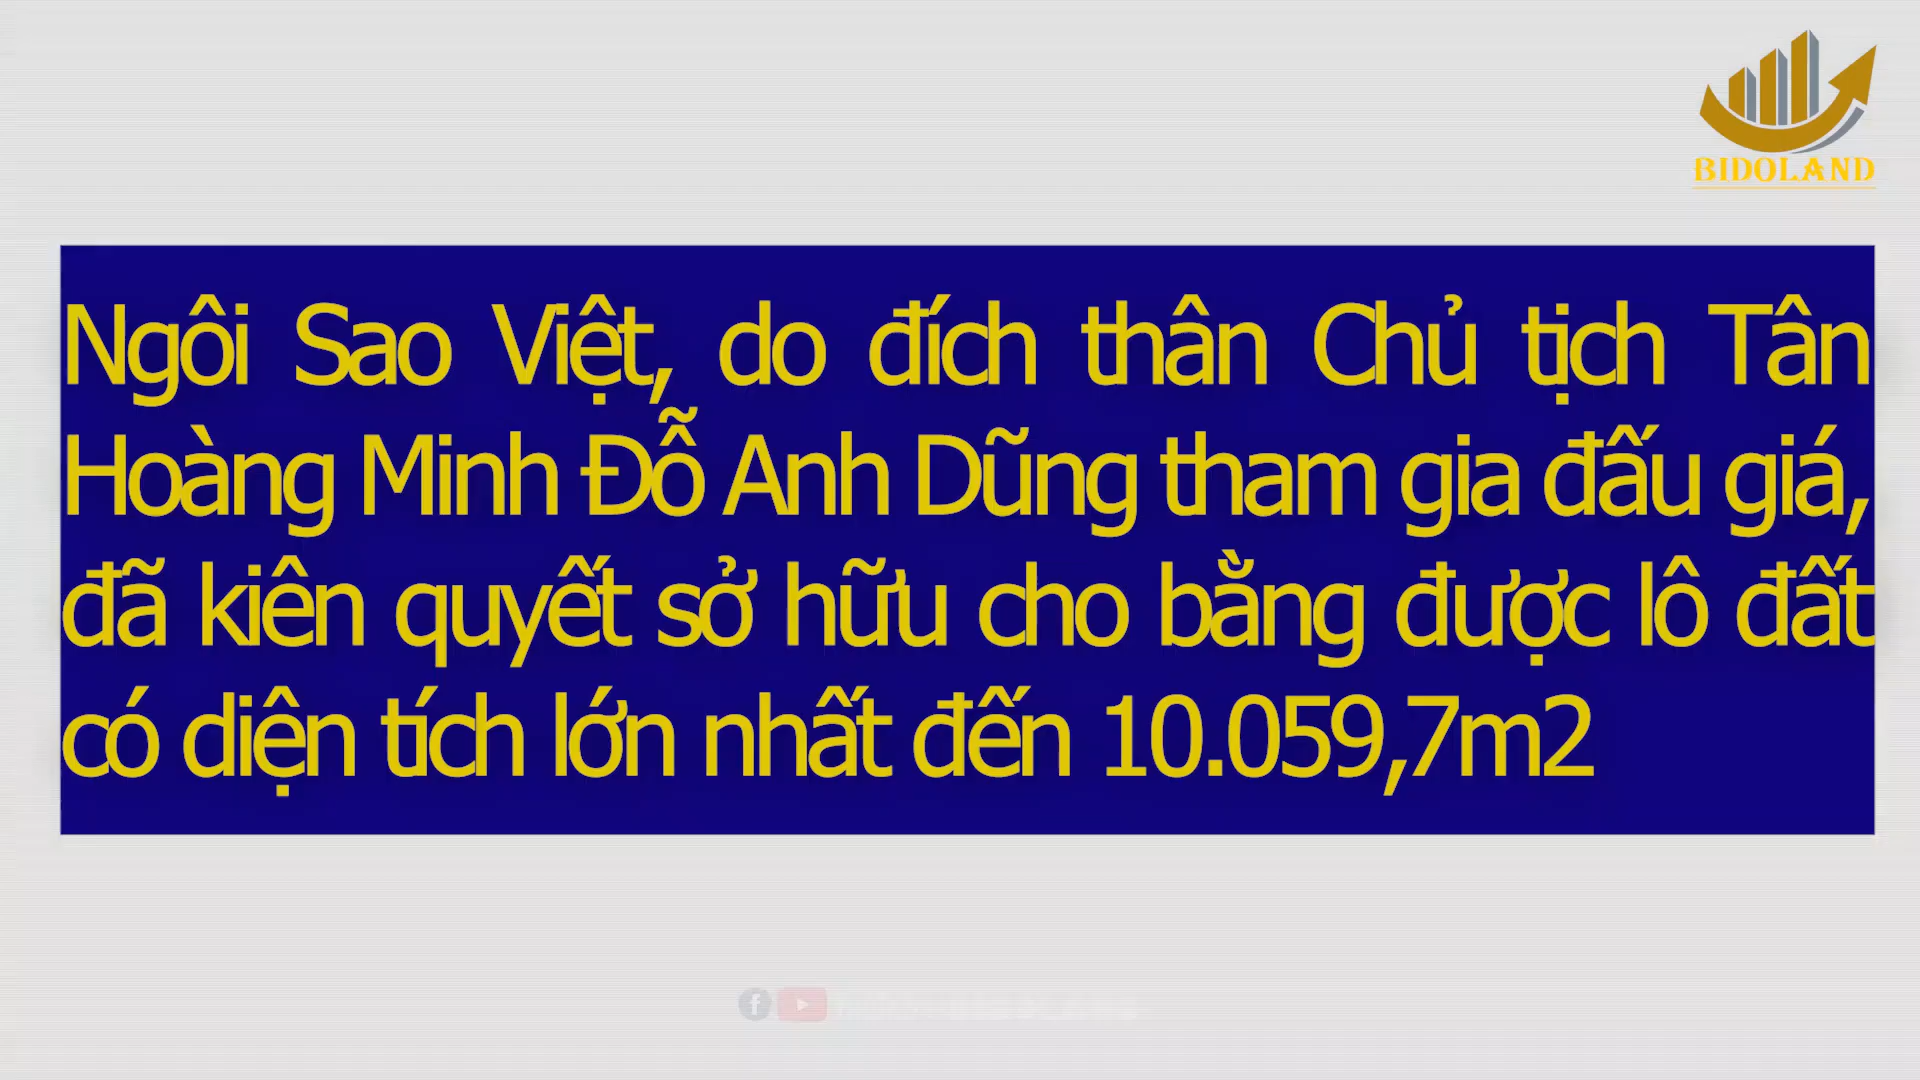 BIDOLAND
Ngôi Sao Việt, do đích thân Chủ tịch Tân
Hoàng Minh Đỗ Anh Dũng tham gia đấu giá,
đã kiên quyết sở hữu cho bằng được lô đất
có diện tích lớn nhất đến 10.059,7m2